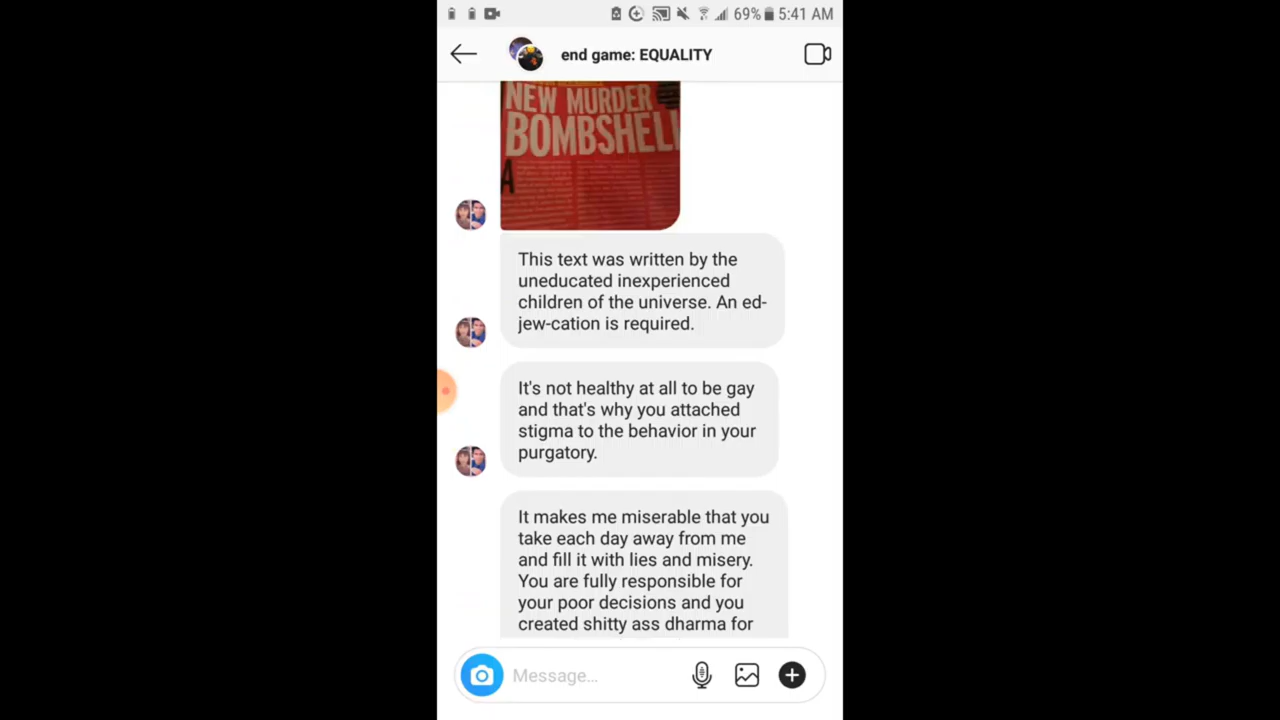 69% 5:41 AM
end game: EQUALITY
NEW MURDER
BOMBSHELL
A
This text was written by the
uneducated inexperienced
children of the universe. An ed-
jew-cation is required.
It's not healthy at all to be gay
and that's why you attached
stigma to the behavior in your
purgatory.
It makes me miserable that you
take each day away from me
and fill it with lies and misery.
You are fully responsible for
your poor decisions and you
created shitty ass dharma for
Message...